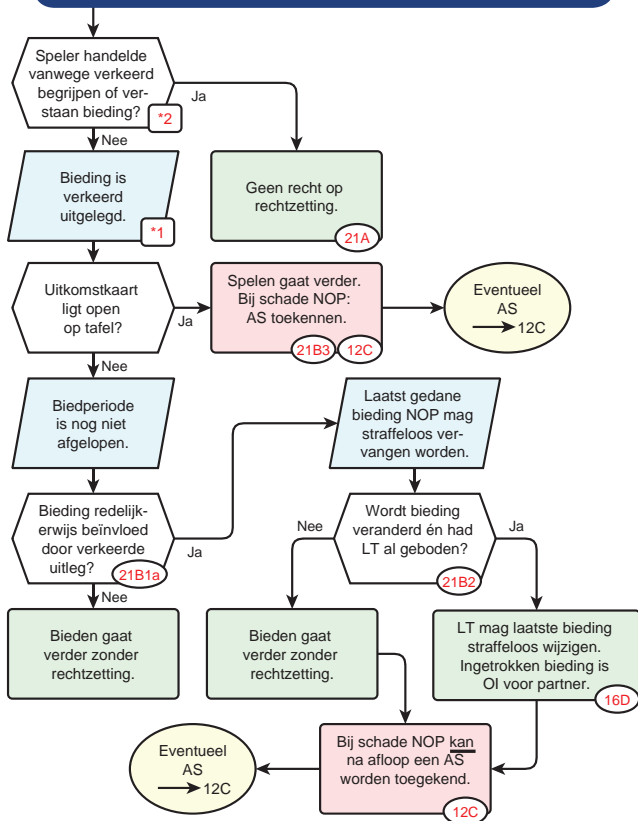 Speler handelde
vanwege verkeerd
begrijpen of ver-
staan bieding?
*2
Ja
Nee
Bieding is
verkeerd
uitgelegd.
*1
Geen recht op
rechtzetting.
21A
Uitkomstkaart
ligt open
op tafel?
Ja
Nee
Spelen gaat verder.
Bij schade NOP:
AS toekennen.
21B3
12C
Eventueel
AS
12C
Biedperiode
is nog niet
afgelopen.
Laatst gedane
bieding NOP mag
straffeloos ver-
vangen worden.
Bieding redelijk-
erwijs beïnvloed
door verkeerde
uitleg?
21B1a
Ja
Nee
Wordt bieding
veranderd én had
LT al geboden?
21B2
Nee
Ja
Bieden gaat
verder zonder
rechtzetting.
Bieden gaat
verder zonder
rechtzetting.
LT mag laatste bieding
straffeloos wijzigen.
Ingetrokken bieding is
OI voor partner.
16D
Bij schade NOP kan
na afloop een AS
worden toegekend.
12C
Eventueel
AS
12C